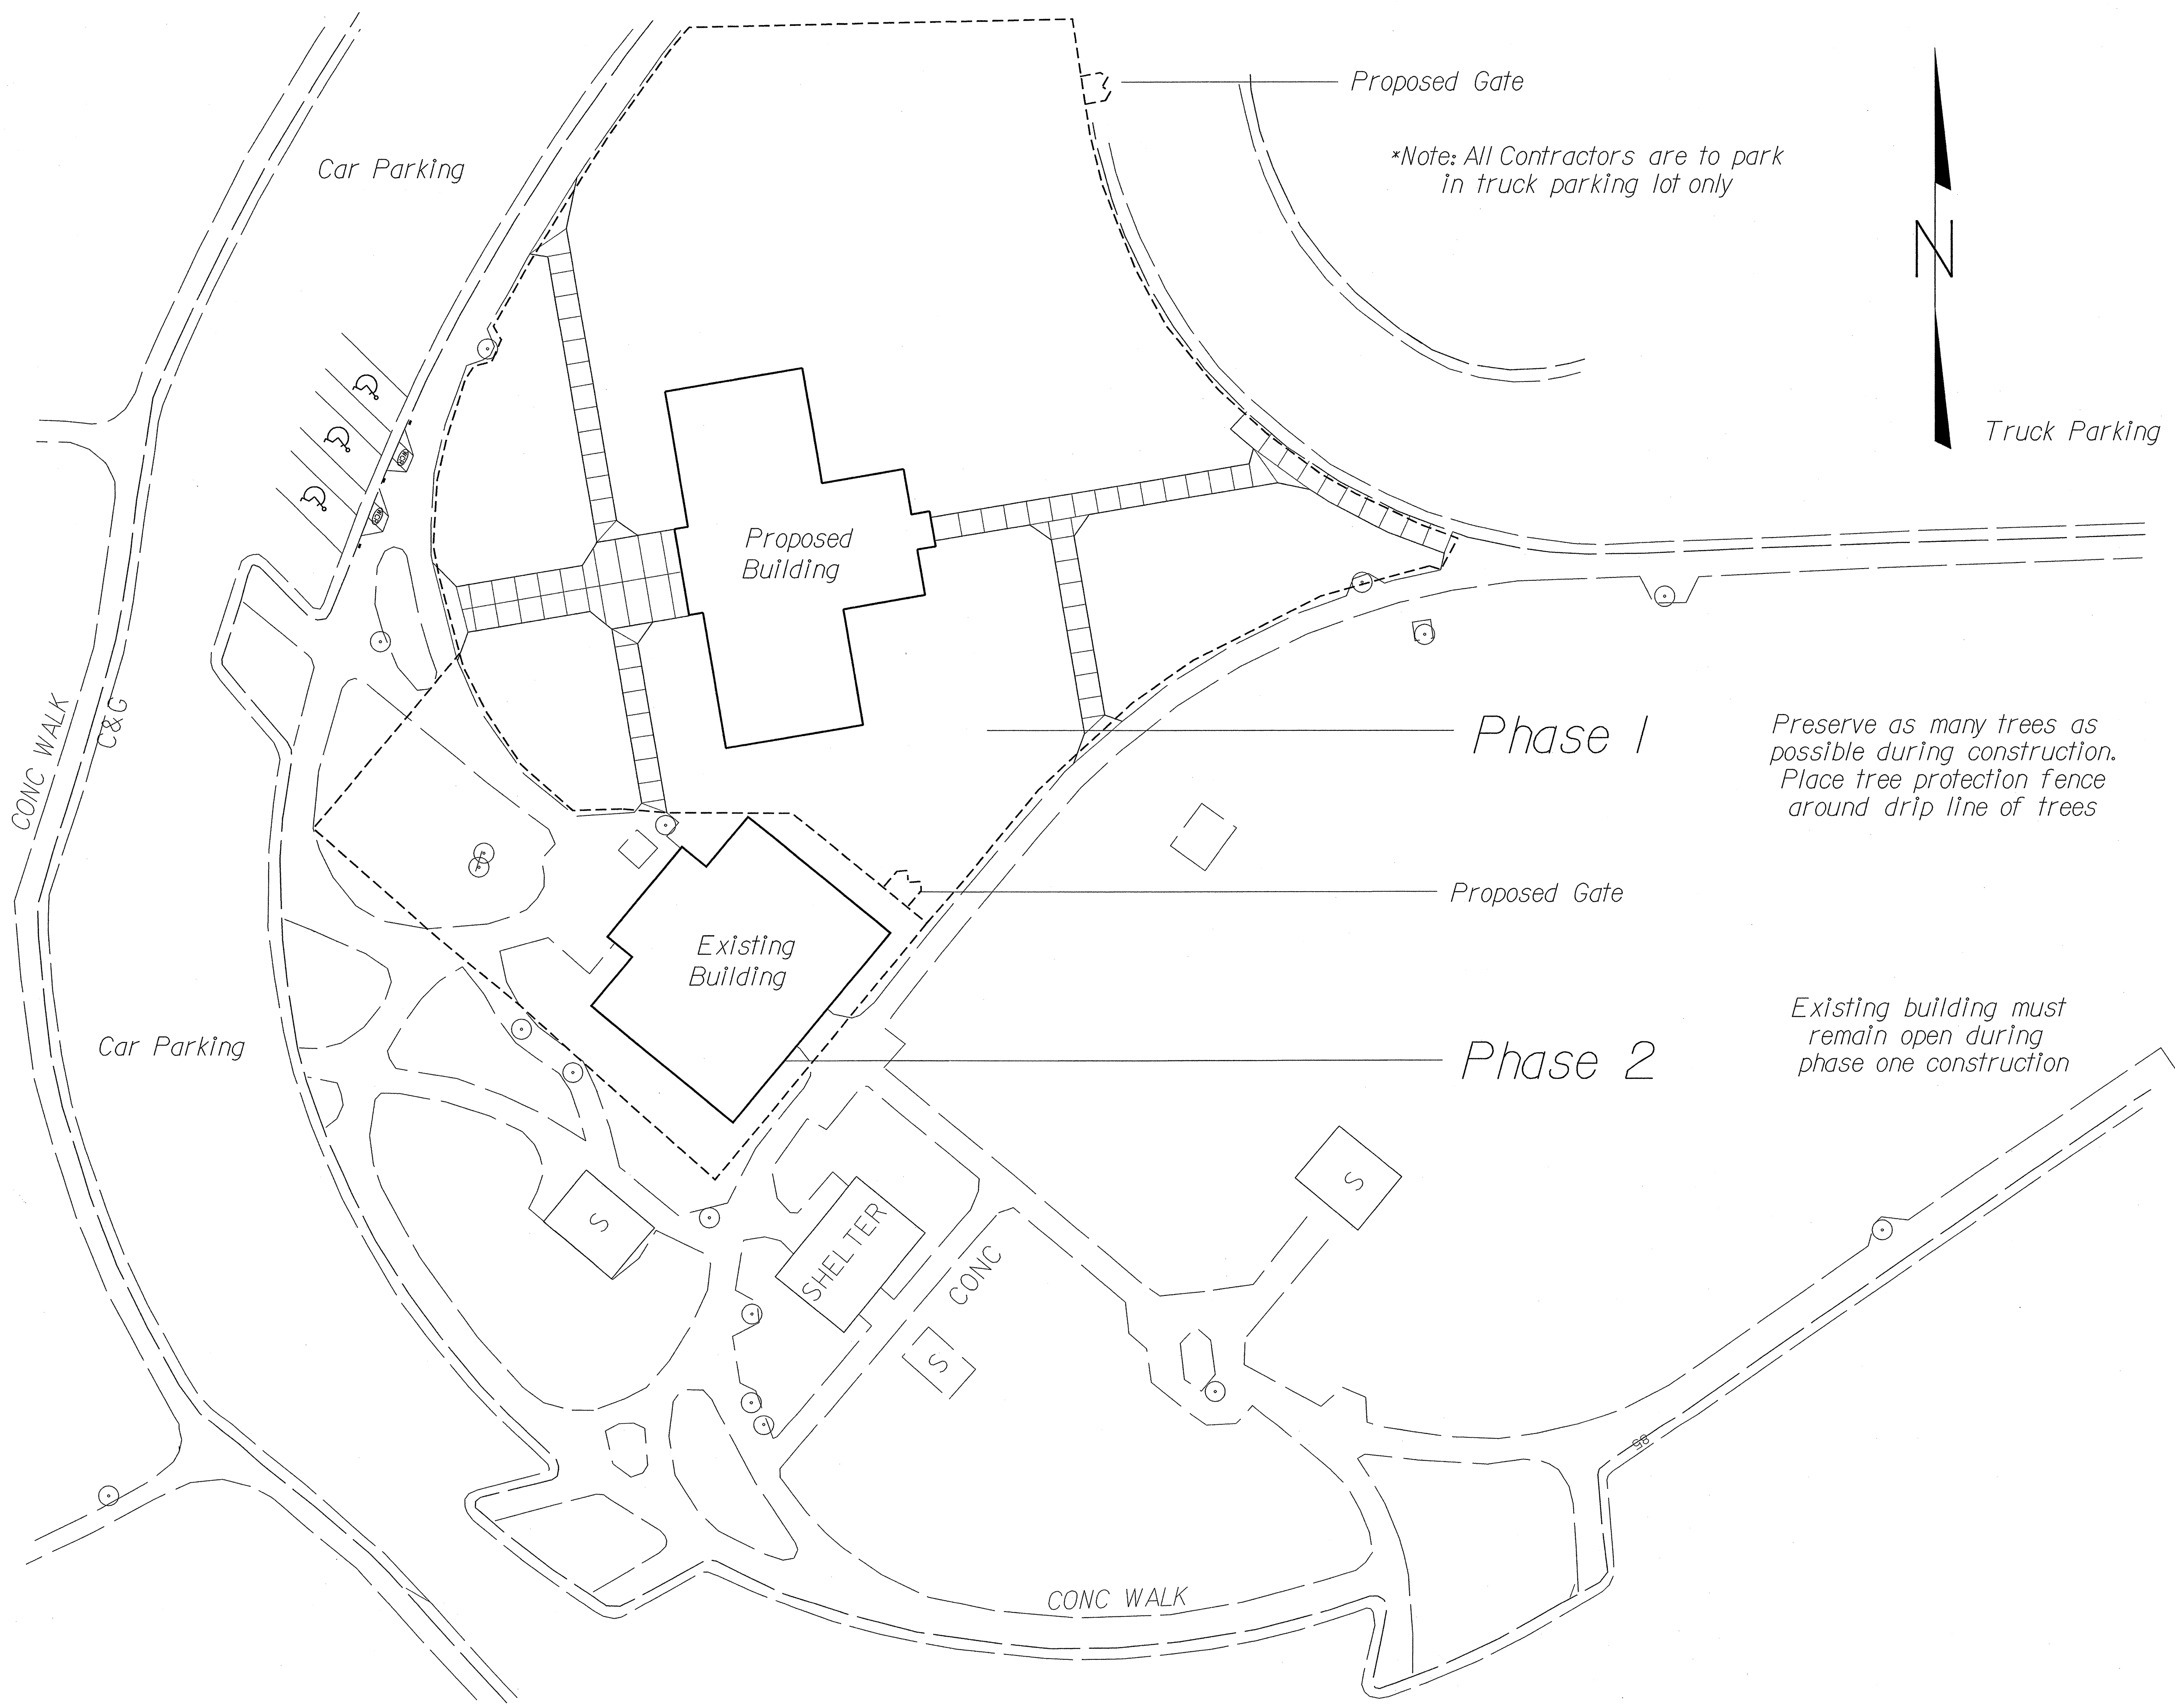 Proposed Gate
*Note: All Contractors are to park
in truck parking lot only
Car Parking
N
Truck Parking
Proposed
Building
CONC WALK
C&G
Phase 1
Preserve as many trees as
possible during construction.
Place tree protection fence
around drip line of trees
Proposed Gate
Existing
Building
Existing building must
remain open during
phase one construction
Car Parking
Phase 2
S
S
SHELTER
CONC
S
98
CONC WALK